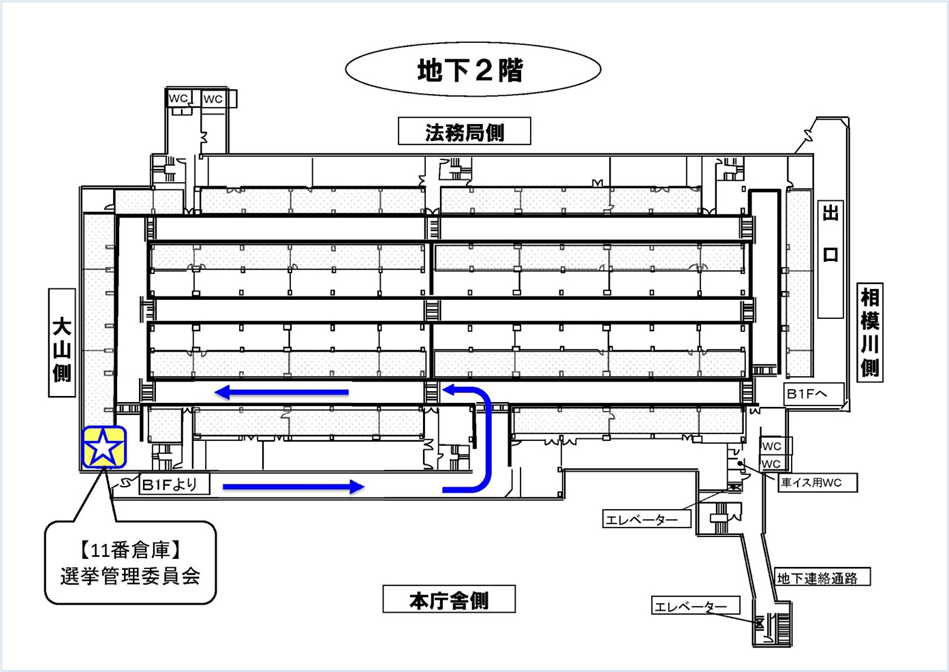 地下２階
WC
WC
法務局側
出口
大山側
相模川側
B1Fへ
WC
WC
B1Fより
車イス用WC
エレベーター
【11番倉庫】
選挙管理委員会
地下連絡通路
本庁舎側
エレベーター